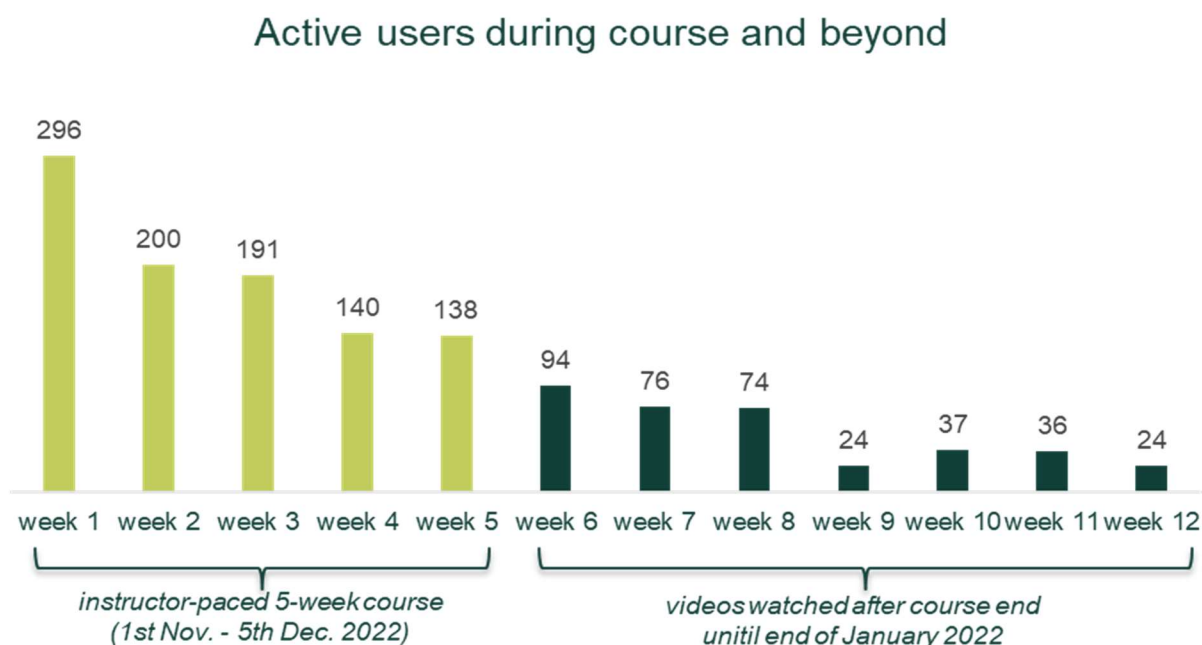 Active users during course and beyond
296
200
191
140
138
94
76
74
24
37
36
24
week 1 week 2 week 3 week 4 week 5 week 6 week 7 week 8 week 9 week 10 week 11 week 12
instructor-paced 5-week course
(1st Nov. - 5th Dec. 2022)
videos watched after course end
unitil end of January 2022